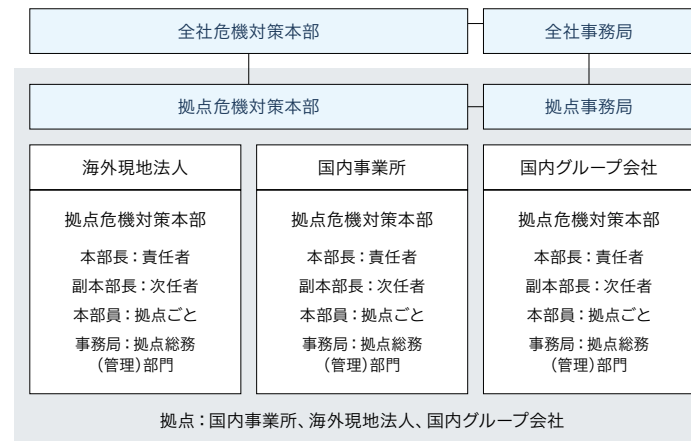 全社危機対策本部
全社事務局
拠点危機対策本部
拠点事務局
海外現地法人
拠点危機対策本部
本部長：責任者
副本部長：次任者
本部員：拠点ごと
事務局：拠点総務
（管理）部門
国内事業所
拠点危機対策本部
本部長：責任者
副本部長：次任者
本部員：拠点ごと
事務局：拠点総務
（管理）部門
国内グループ会社
拠点危機対策本部
本部長：責任者
副本部長：次任者
本部員：拠点ごと
事務局：拠点総務
（管理）部門
拠点：国内事業所、海外現地法人、国内グループ会社